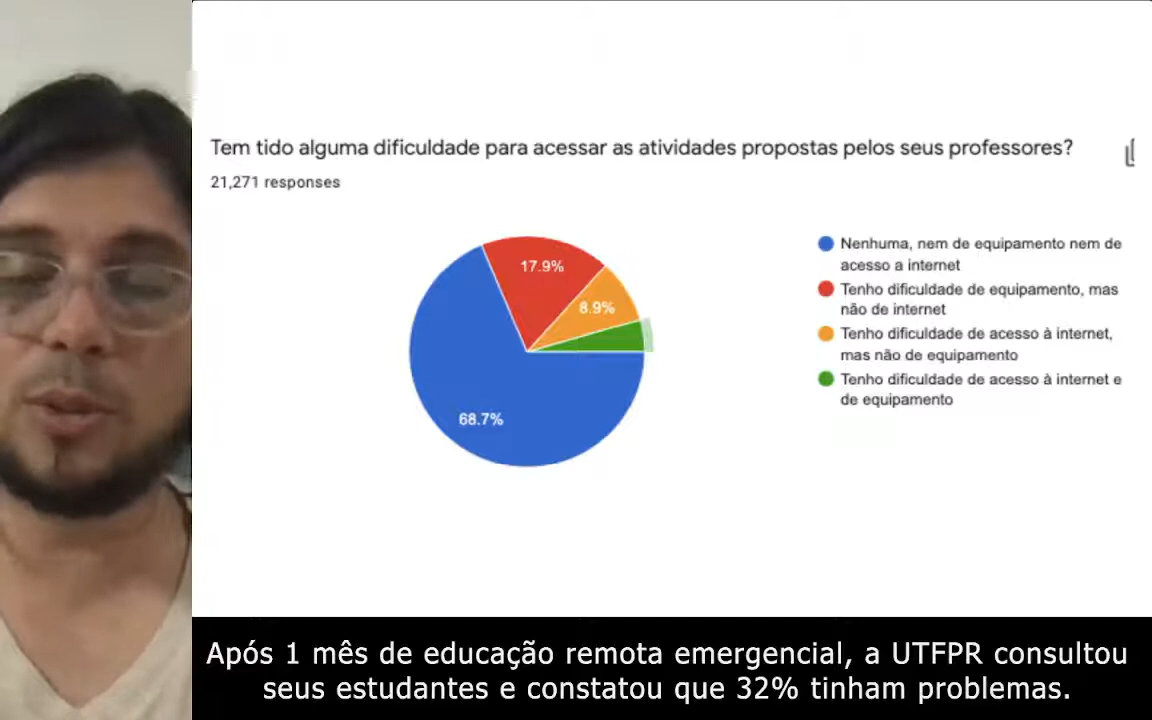 Tem tido alguma dificuldade para acessar as atividades propostas pelos seus professores?
21,271 responses
17.9%
8.9%
68.7%
Nenhuma, nem de equipamento nem de
acesso a internet
Tenho dificuldade de equipamento, mas
não de internet
Tenho dificuldade de acesso à internet,
mas não de equipamento
Tenho dificuldade de acesso à internet e
de equipamento
Após 1 mês de educação remota emergencial, a UTFPR consultou
seus estudantes e constatou que 32% tinham problemas.